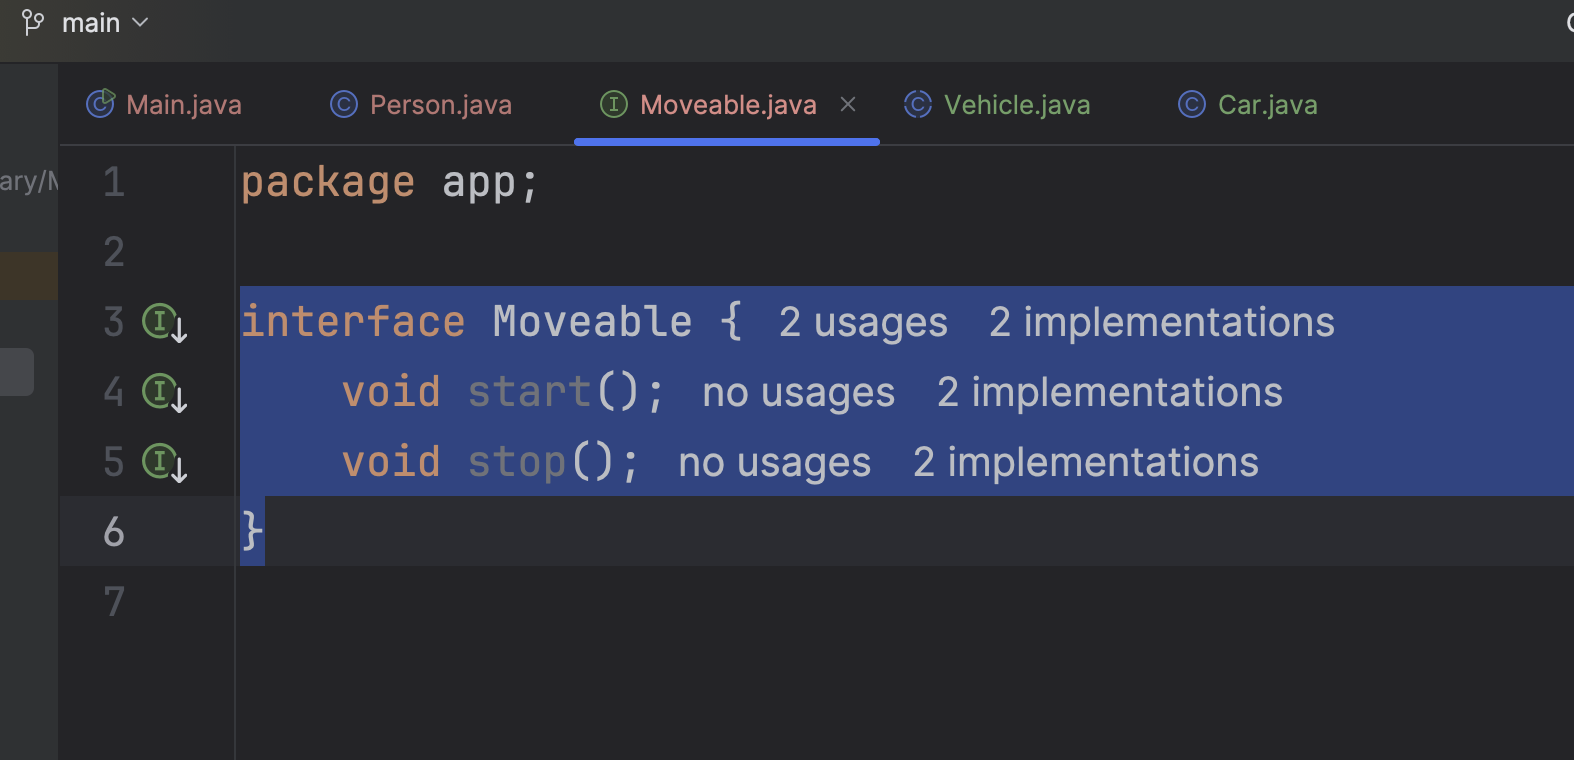 main
Main.java Person.java Moveable.java Vehicle.java Car.java
1 package app;
2
3 interface Moveable { 2 usages 2 implementations
4 void start(); no usages 2 implementations
5 void stop(); no usages 2 implementations
6 }
7